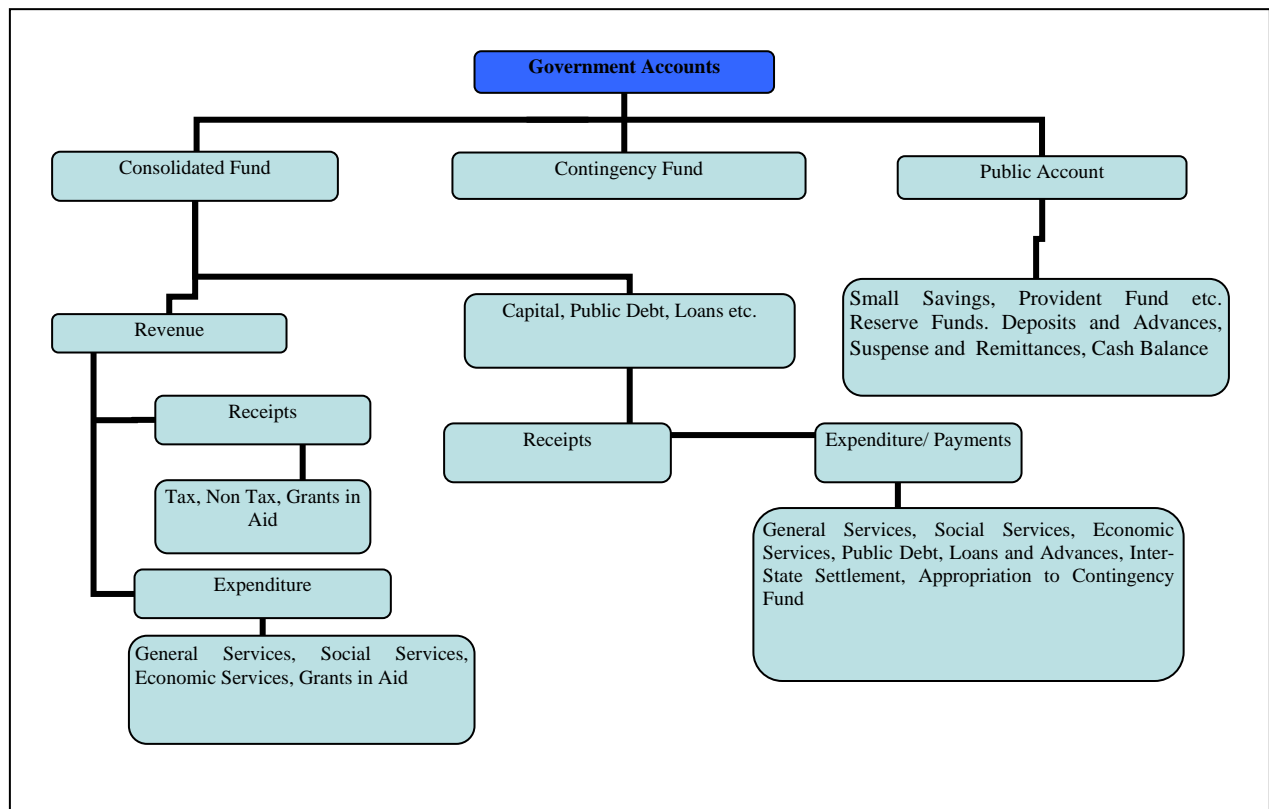 Government Accounts
Consolidated Fund
Contingency Fund
Public Account
Small Savings, Provident Fund etc.
Reserve Funds. Deposits and Advances,
Suspense and Remittances, Cash Balance
Revenue
Capital, Public Debt, Loans etc.
Receipts
Tax, Non Tax, Grants in
Aid
Receipts
Expenditure/ Payments
General Services, Social Services, Economic
Services, Public Debt, Loans and Advances, Inter-
State Settlement, Appropriation to Contingency
Fund
Expenditure
General Services, Social Services,
Economic Services, Grants in Aid